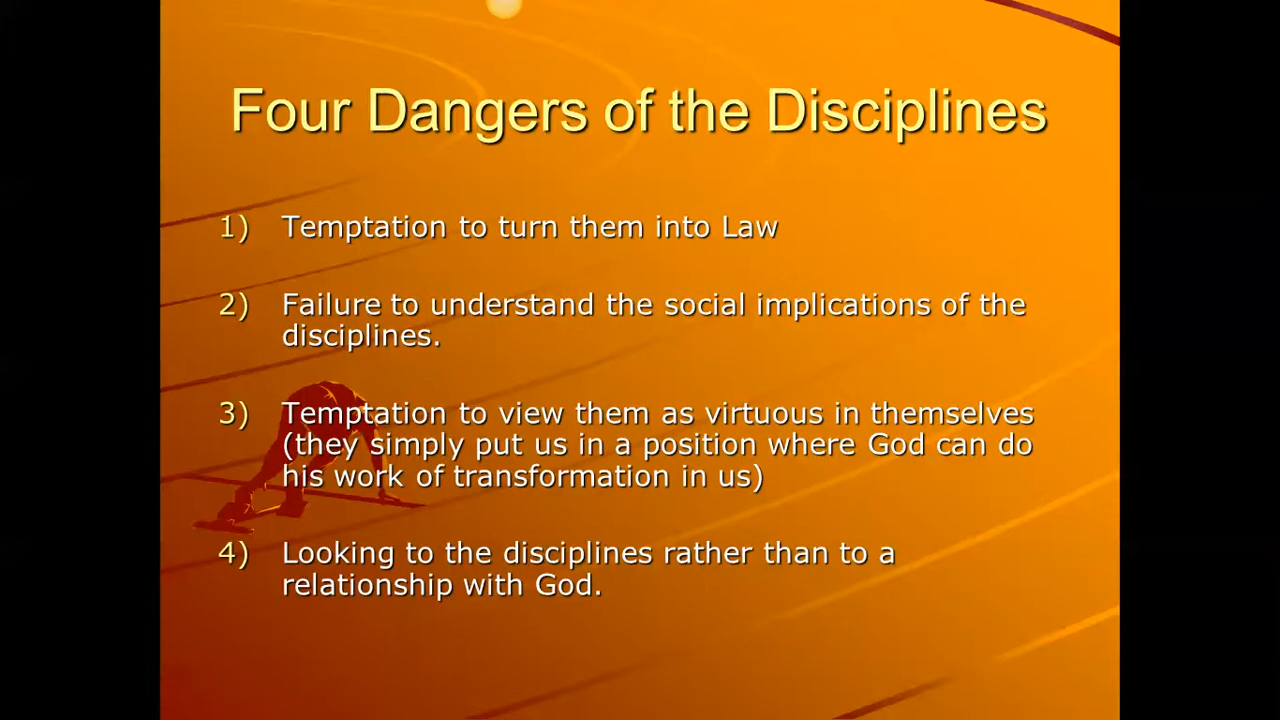 Four Dangers of the Disciplines
1) Temptation to turn them into Law
2) Failure to understand the social implications of the
disciplines.
3) Temptation to view them as virtuous in themselves
(they simply put us in a position where God can do
his work of transformation in us)
4) Looking to the disciplines rather than to a
relationship with God.